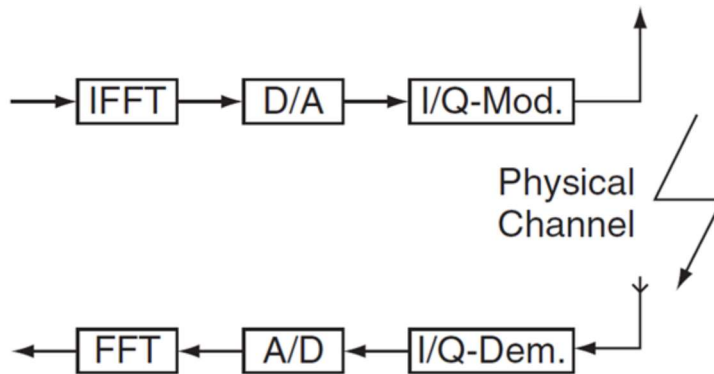 IFFT
D/A
I/Q-Mod.
Physical
Channel
FFT
A/D
I/Q-Dem.